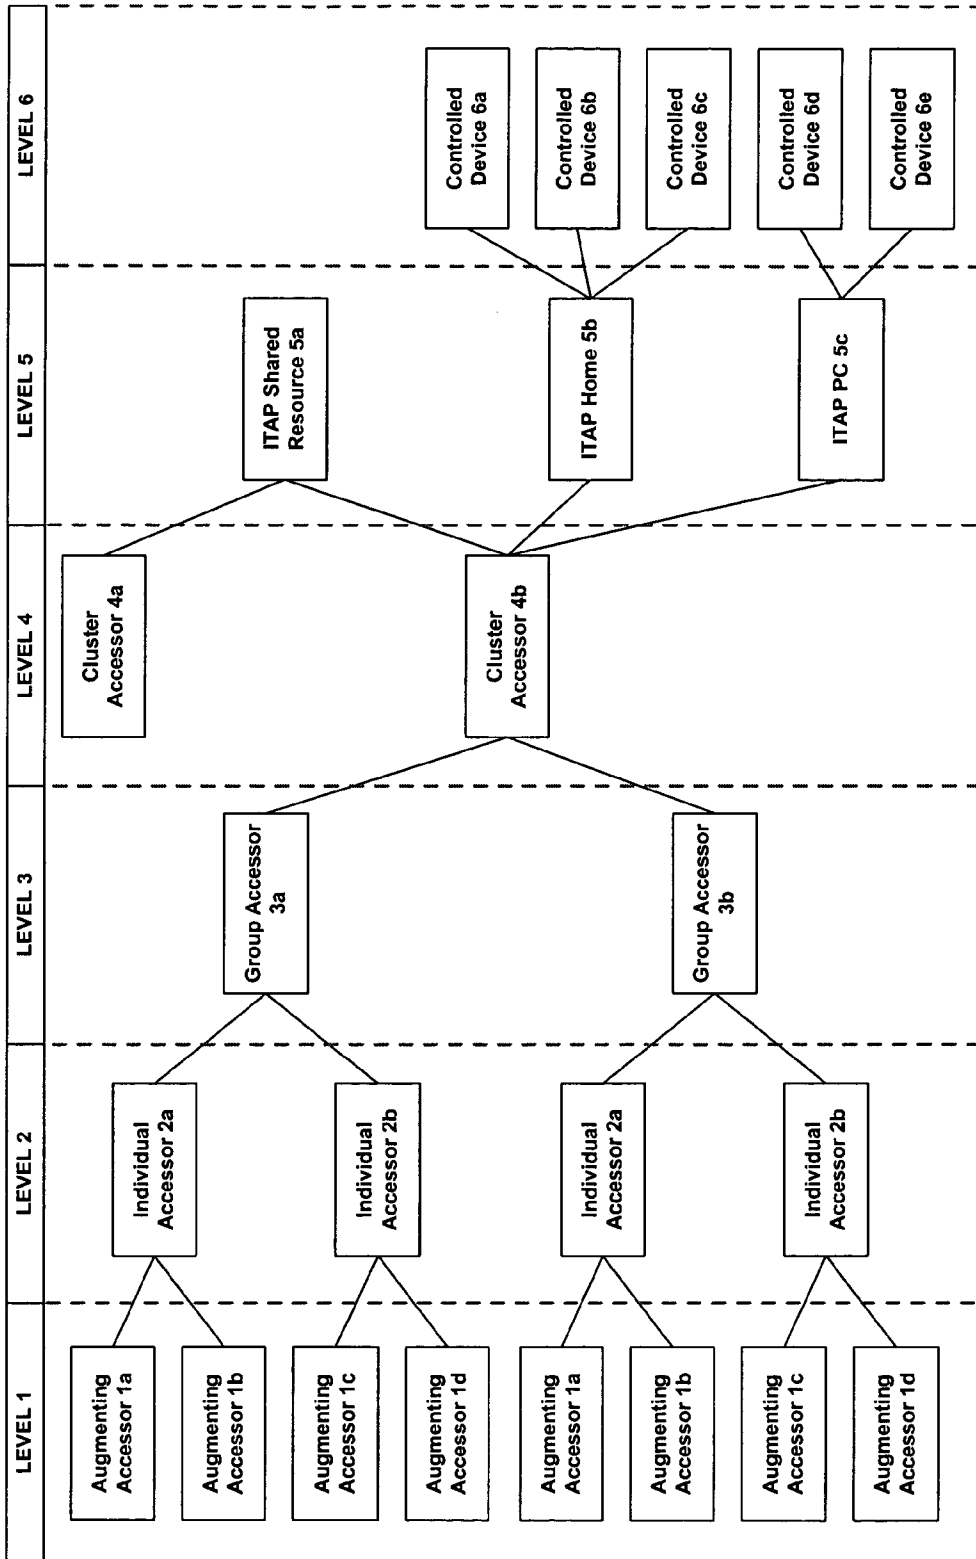 LEVEL 1
LEVEL 2
LEVEL 3
LEVEL 4
LEVEL 5
LEVEL 6
Augmenting
Accessor 1a
Augmenting
Accessor 1b
Augmenting
Accessor 1c
Augmenting
Accessor 1d
Augmenting
Accessor 1a
Augmenting
Accessor 1b
Augmenting
Accessor 1c
Augmenting
Accessor 1d
Individual
Accessor 2a
Individual
Accessor 2b
Individual
Accessor 2a
Individual
Accessor 2b
Group Accessor
3a
Group Accessor
3b
Cluster
Accessor 4a
Cluster
Accessor 4b
ITAP Shared
Resource 5a
ITAP Home 5b
ITAP PC 5c
Controlled
Device 6a
Controlled
Device 6b
Controlled
Device 6c
Controlled
Device 6d
Controlled
Device 6e